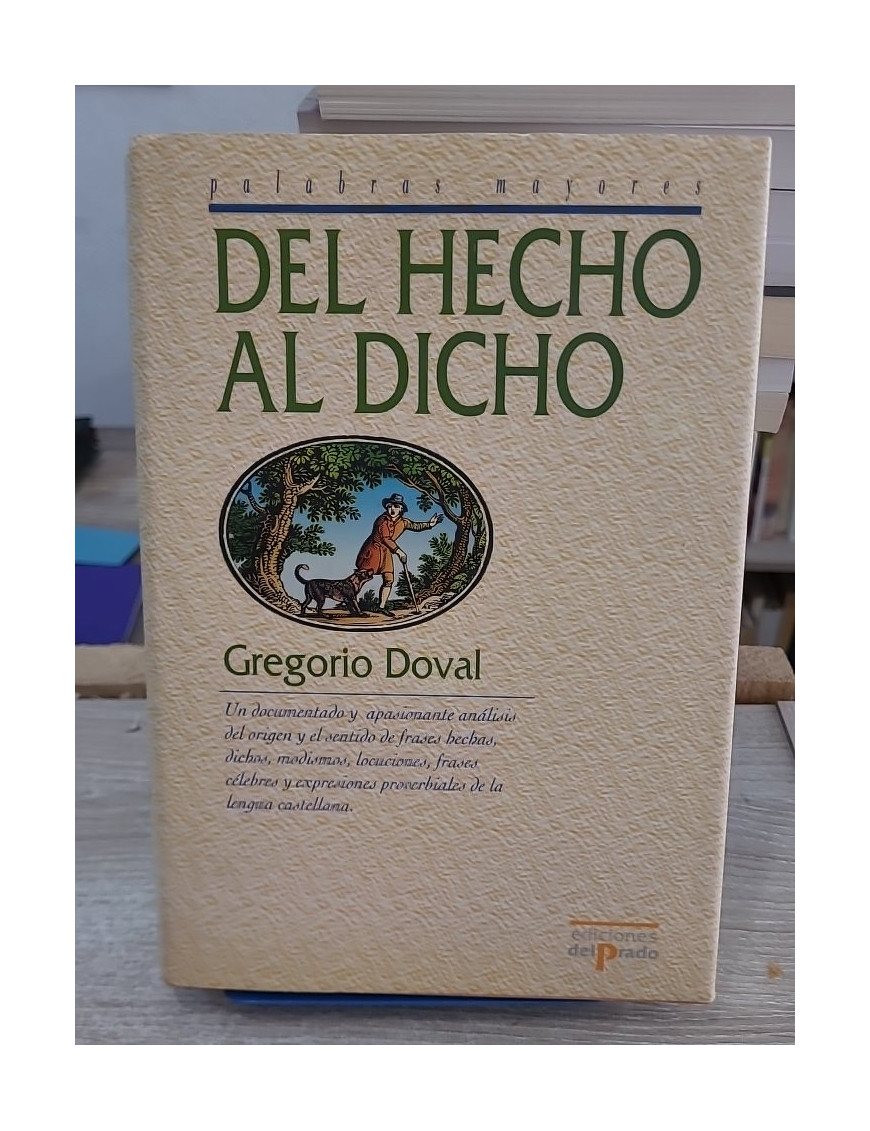 palabras mayores
DEL HECHO
AL DICHO
Gregorio Doval
Un documentado y apasionante análisis
del origen y el sentido de frases hechas,
dichos, modismos, locuciones, frases
célebres y expresiones proverbiales de la
lengua castellana.
ediciones
delPrado